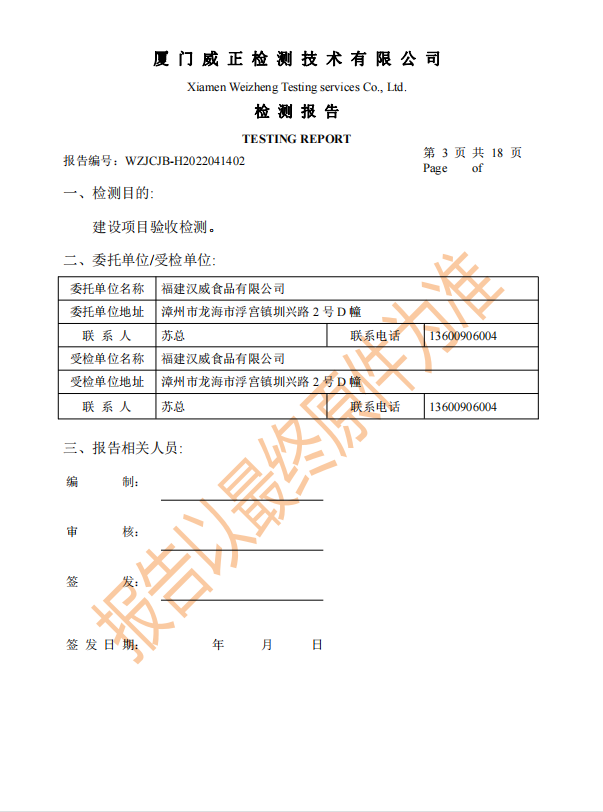 厦门威正检测技术有限公司
Xiamen Weizheng Testing services Co., Ltd.
检测报告
TESTING REPORT
报告编号：WZJCJB-H2022041402
第 3 页 共 18 页
Page of
一、检测目的:
建设项目验收检测。
二、委托单位/受检单位:
委托单位名称 福建汉威食品有限公司
委托单位地址 漳州市龙海市浮宫镇圳兴路 2 号 D 幢
联 系 人 苏总 联系电话 13600906004
受检单位名称 福建汉威食品有限公司
受检单位地址 漳州市龙海市浮宫镇圳兴路 2 号 D 幢
联 系 人 苏总 联系电话 13600906004
三、报告相关人员:
编 制：
审 核：
签 发：
签 发 日 期： 年 月 日
报告以最终原件为准